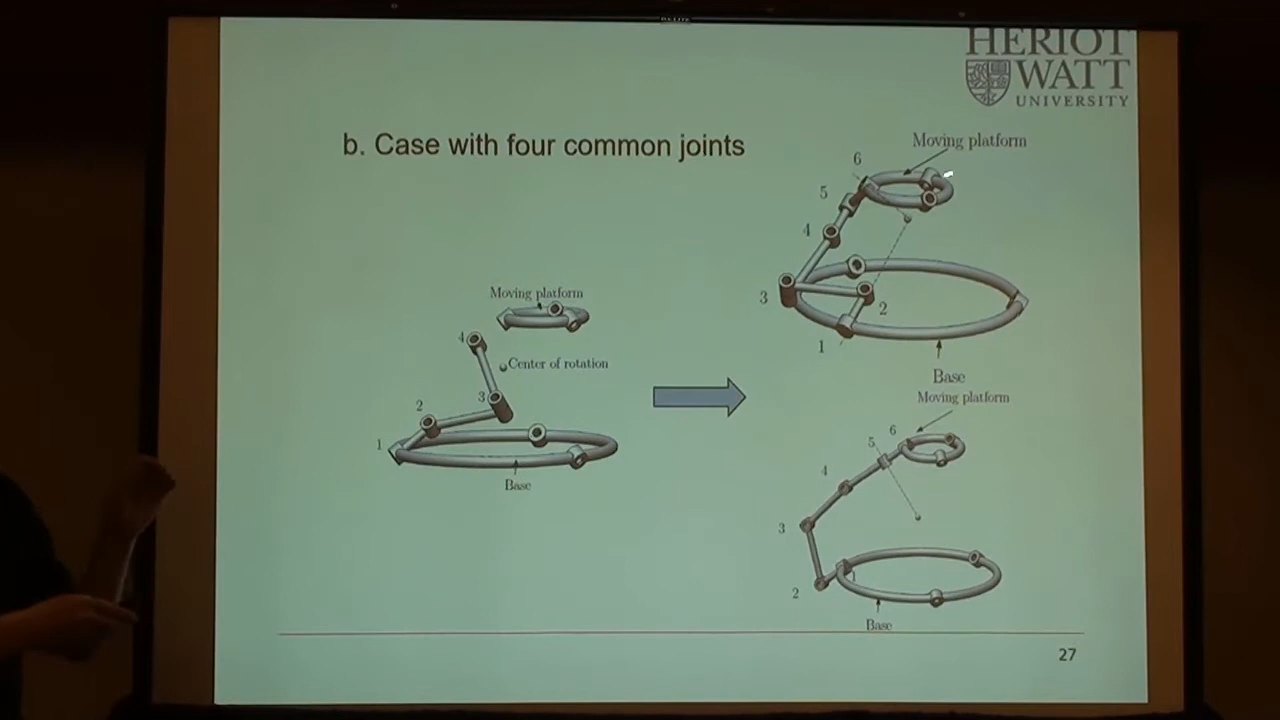 HERIOT
WATT
UNIVERSITY
b. Case with four common joints
Moving platform
6
5
4
3
2
1
Base
Moving platform
4
Center of rotation
3
2
1
Base
Moving platform
6
5
4
3
2
Base
27